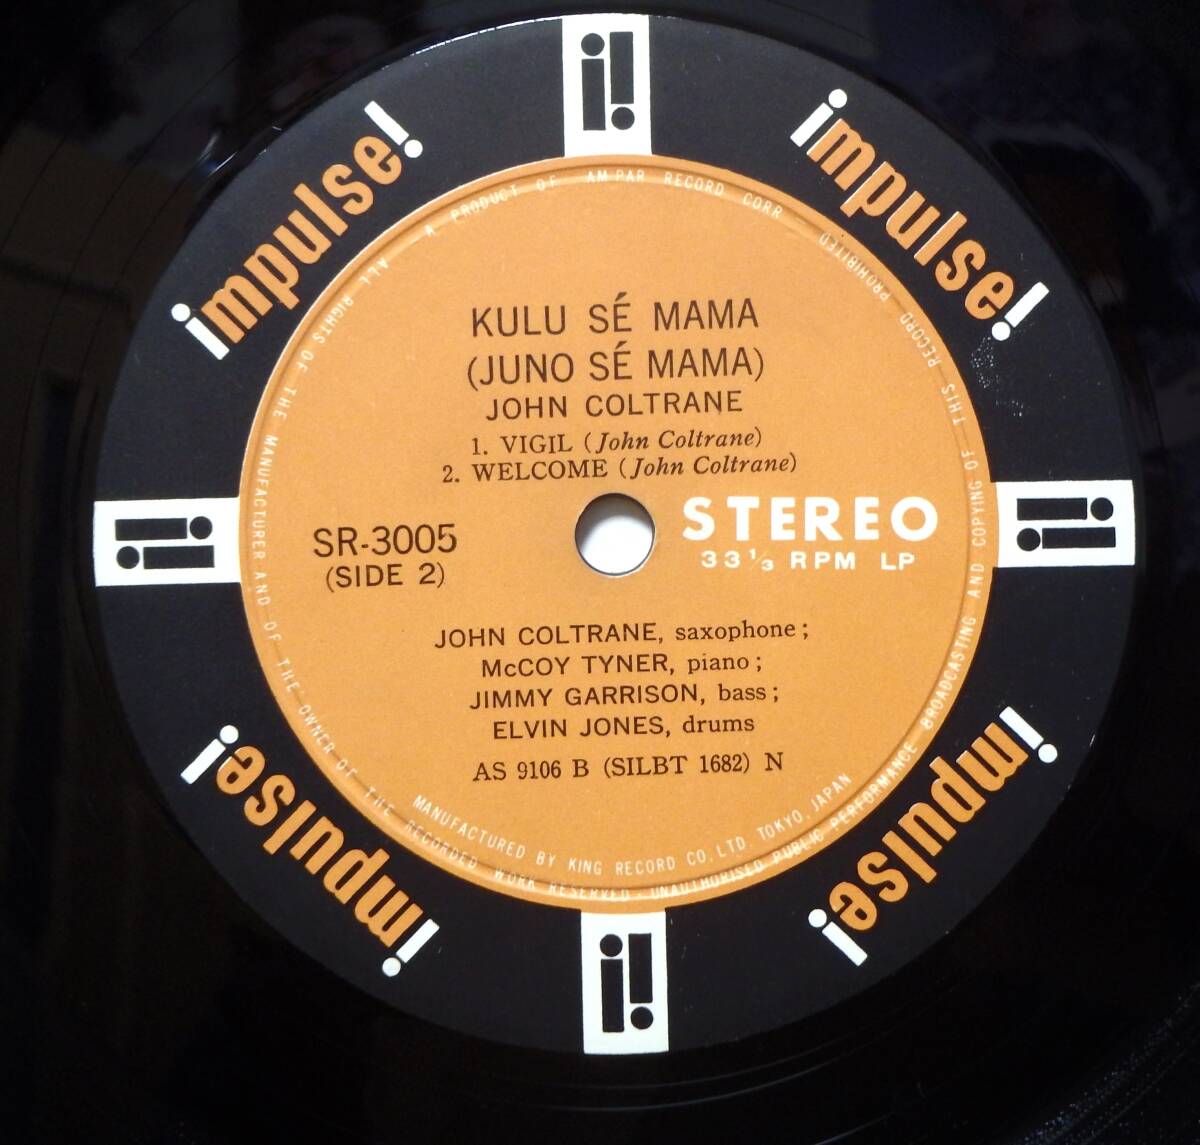 impulse!
impulse!
A PRODUCT OF AM PAR RECORD CORR
ALL RIGHTS OF THE MANUFACTURER AND OF THE OWNER OF THE RECORDED WORK RESERVED - UNAUTHORISED PUBLIC PERFORMANCE BROADCASTING AND COPYING OF THIS RECORD PROHIBITED
KULU SÉ MAMA
(JUNO SÉ MAMA)
JOHN COLTRANE
1. VIGIL (John Coltrane)
2. WELCOME (John Coltrane)
SR-3005
(SIDE 2)
STEREO
33 1/3 RPM LP
JOHN COLTRANE, saxophone;
McCOY TYNER, piano;
JIMMY GARRISON, bass;
ELVIN JONES, drums
AS 9106 B (SILBT 1682) N
MANUFACTURED BY KING RECORD CO. LTD. TOKYO, JAPAN
impulse!
impulse!